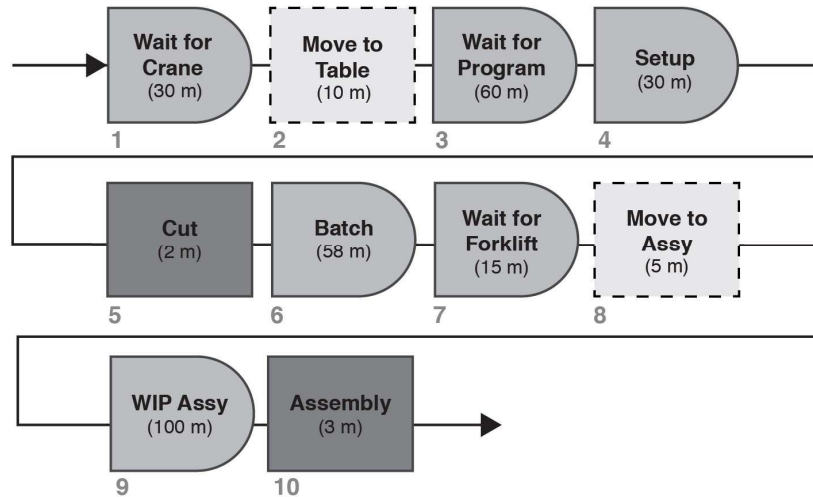 Wait for
Crane
(30 m)
Move to
Table
(10 m)
Wait for
Program
(60 m)
Setup
(30 m)
1
2
3
4
Cut
(2 m)
Batch
(58 m)
Wait for
Forklift
(15 m)
Move to
Assy
(5 m)
5
6
7
8
WIP Assy
(100 m)
Assembly
(3 m)
9
10